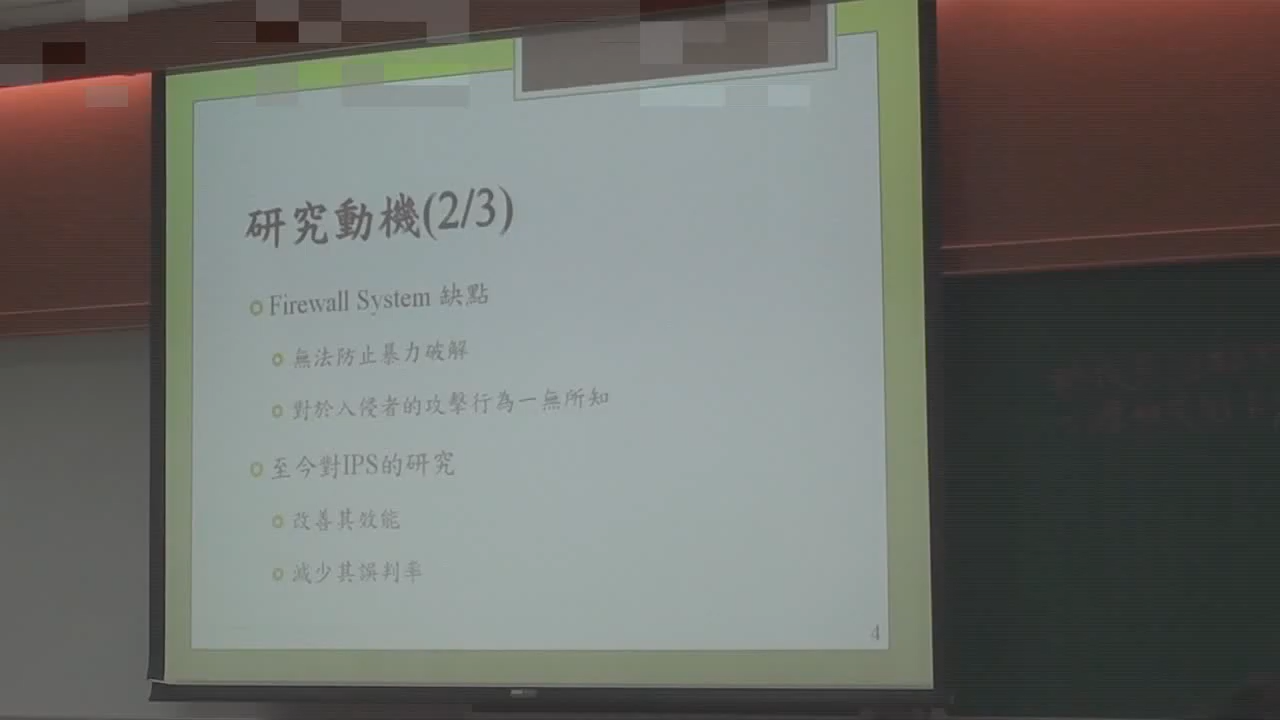 研究動機(2/3)
Firewall System 缺點
無法防止暴力破解
對於入侵者的攻擊行為一無所知
至今對IPS的研究
改善其效能
減少其誤判率
4